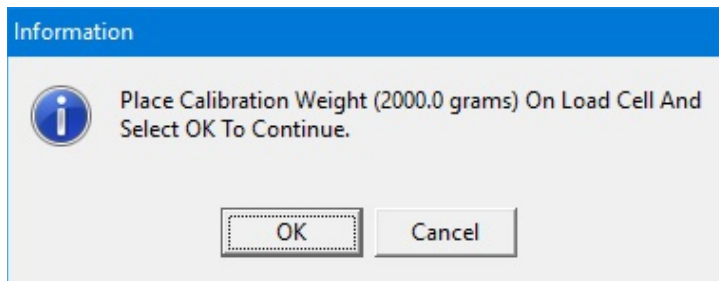 Information
Place Calibration Weight (2000.0 grams) On Load Cell And
Select OK To Continue.
OK
Cancel